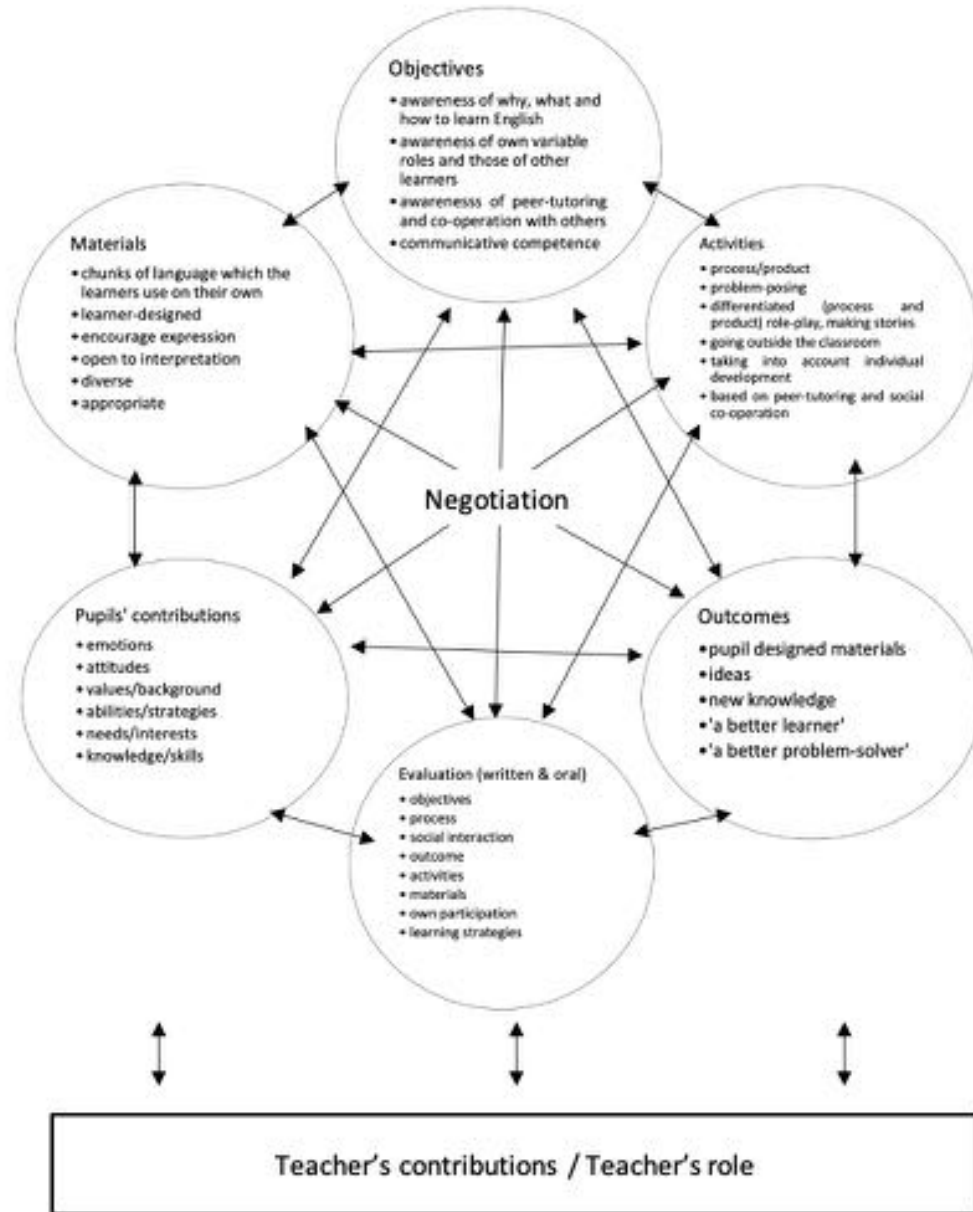 Objectives
• awareness of why, what and
how to learn English
• awareness of own variable
roles and those of other
learners
• awarenesss of peer-tutoring
and co-operation with others
• communicative competence
Materials
• chunks of language which the
learners use on their own
• learner-designed
• encourage expression
• open to interpretation
• diverse
• appropriate
Activities
• process/product
• problem-posing
• differentiated (process and
product) role-play, making stories
• going outside the classroom
• taking into account individual
development
• based on peer-tutoring and social
co-operation
Negotiation
Pupils' contributions
• emotions
• attitudes
• values/background
• abilities/strategies
• needs/interests
• knowledge/skills
Outcomes
• pupil designed materials
• ideas
• new knowledge
• 'a better learner'
• 'a better problem-solver'
Evaluation (written & oral)
• objectives
• process
• social interaction
• outcome
• activities
• materials
• own participation
• learning strategies
Teacher's contributions / Teacher's role